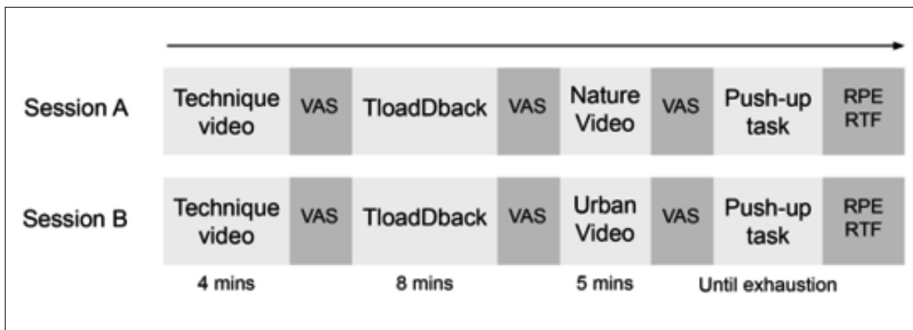 Session A
Technique
video
VAS
TloadDback
VAS
Nature
Video
VAS
Push-up
task
RPE
RTF
Session B
Technique
video
VAS
TloadDback
VAS
Urban
Video
VAS
Push-up
task
RPE
RTF
4 mins
8 mins
5 mins
Until exhaustion